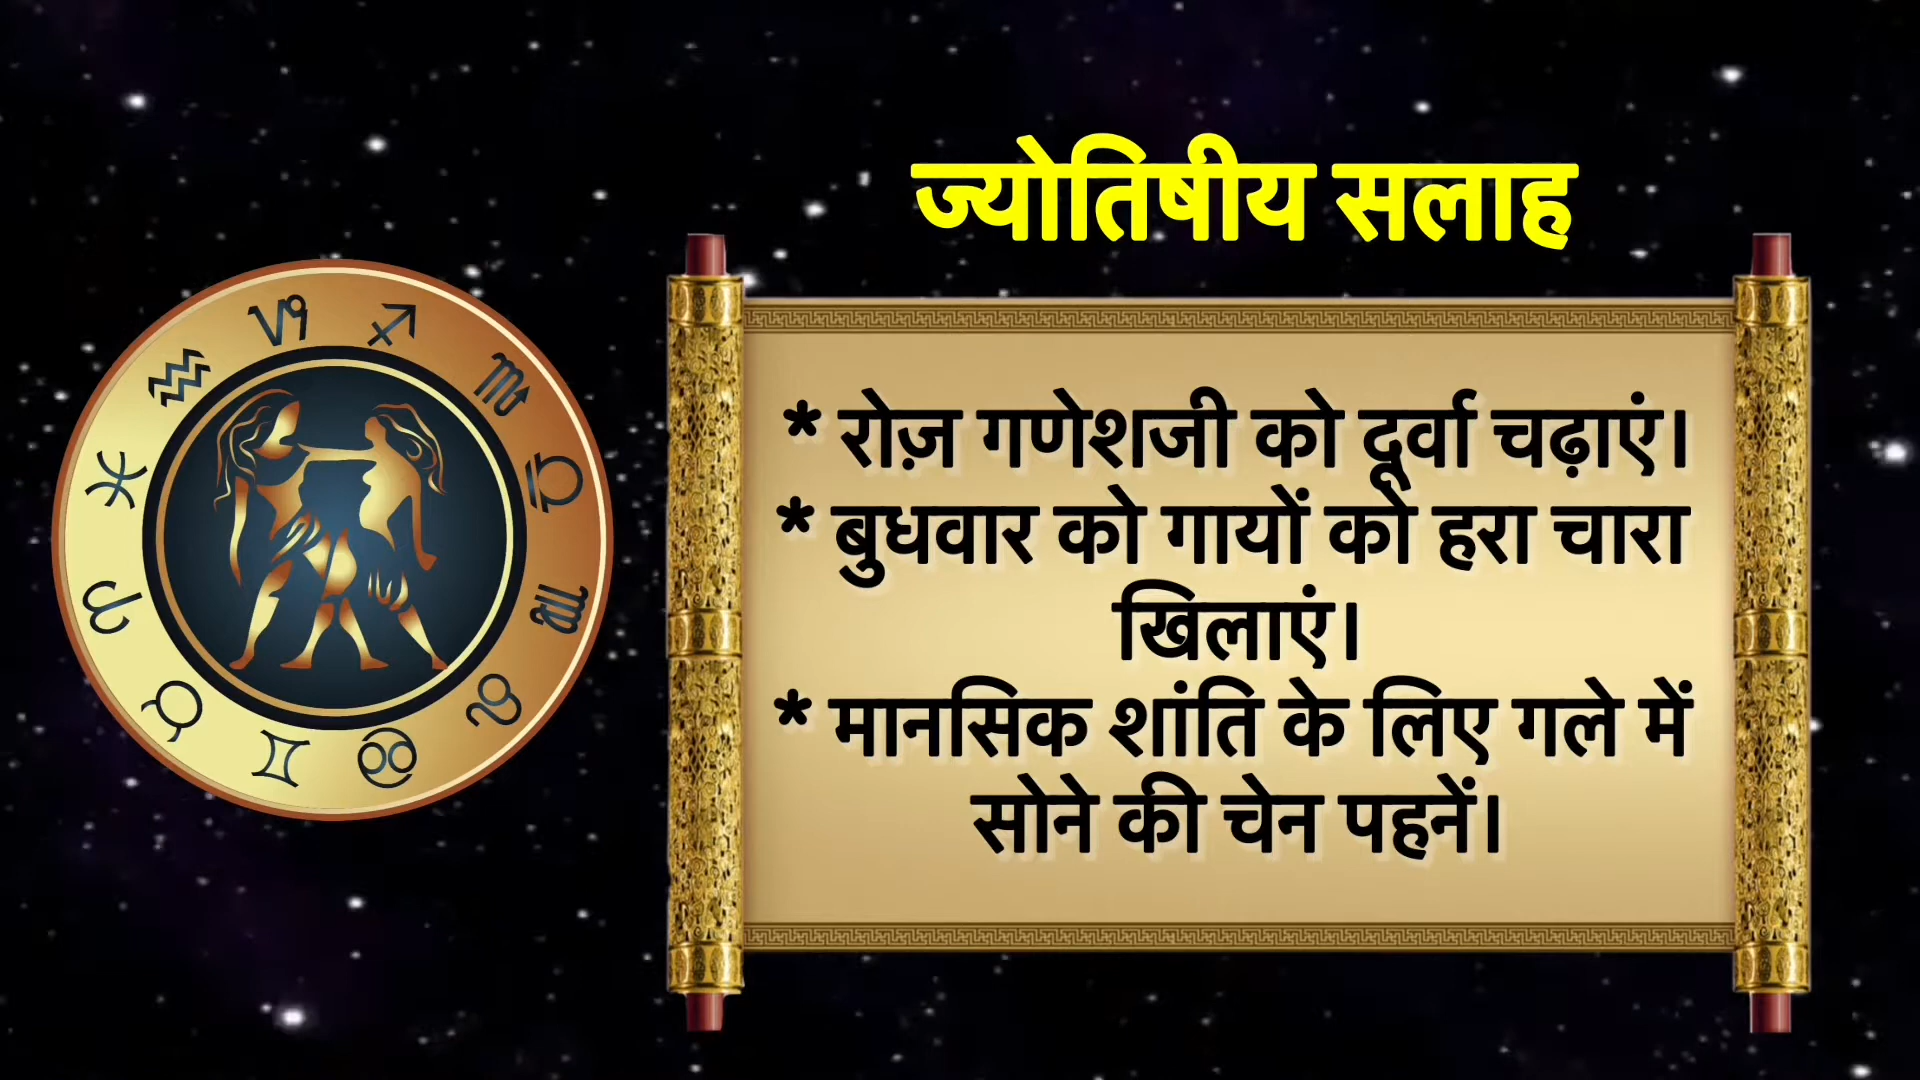 ज्योतिषीय सलाह
* रोज़ गणेशजी को दूर्वा चढ़ाएं।
* बुधवार को गायों को हरा चारा
खिलाएं।
* मानसिक शांति के लिए गले में
सोने की चेन पहनें।